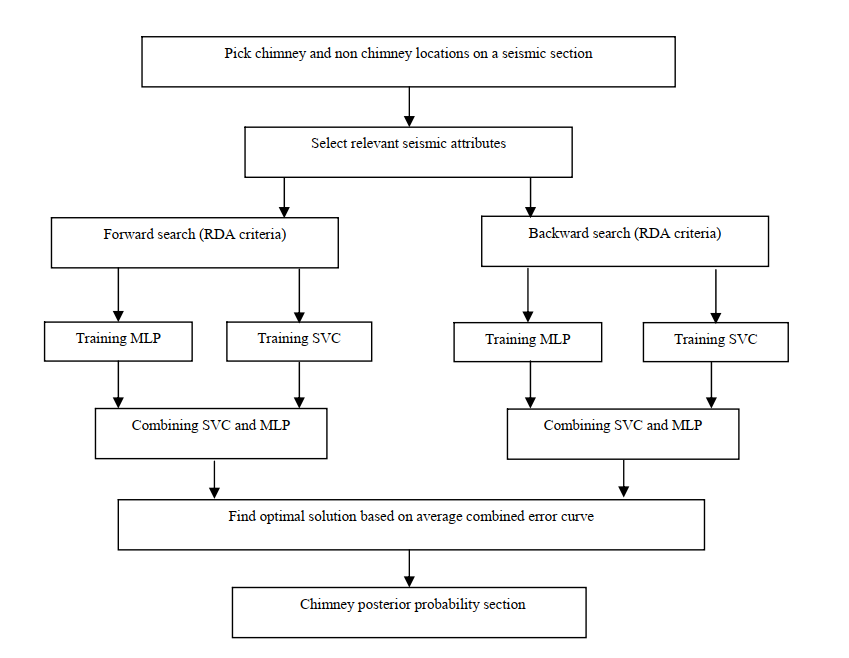 Pick chimney and non chimney locations on a seismic section
Select relevant seismic attributes
Forward search (RDA criteria)
Backward search (RDA criteria)
Training MLP
Training SVC
Training MLP
Training SVC
Combining SVC and MLP
Combining SVC and MLP
Find optimal solution based on average combined error curve
Chimney posterior probability section